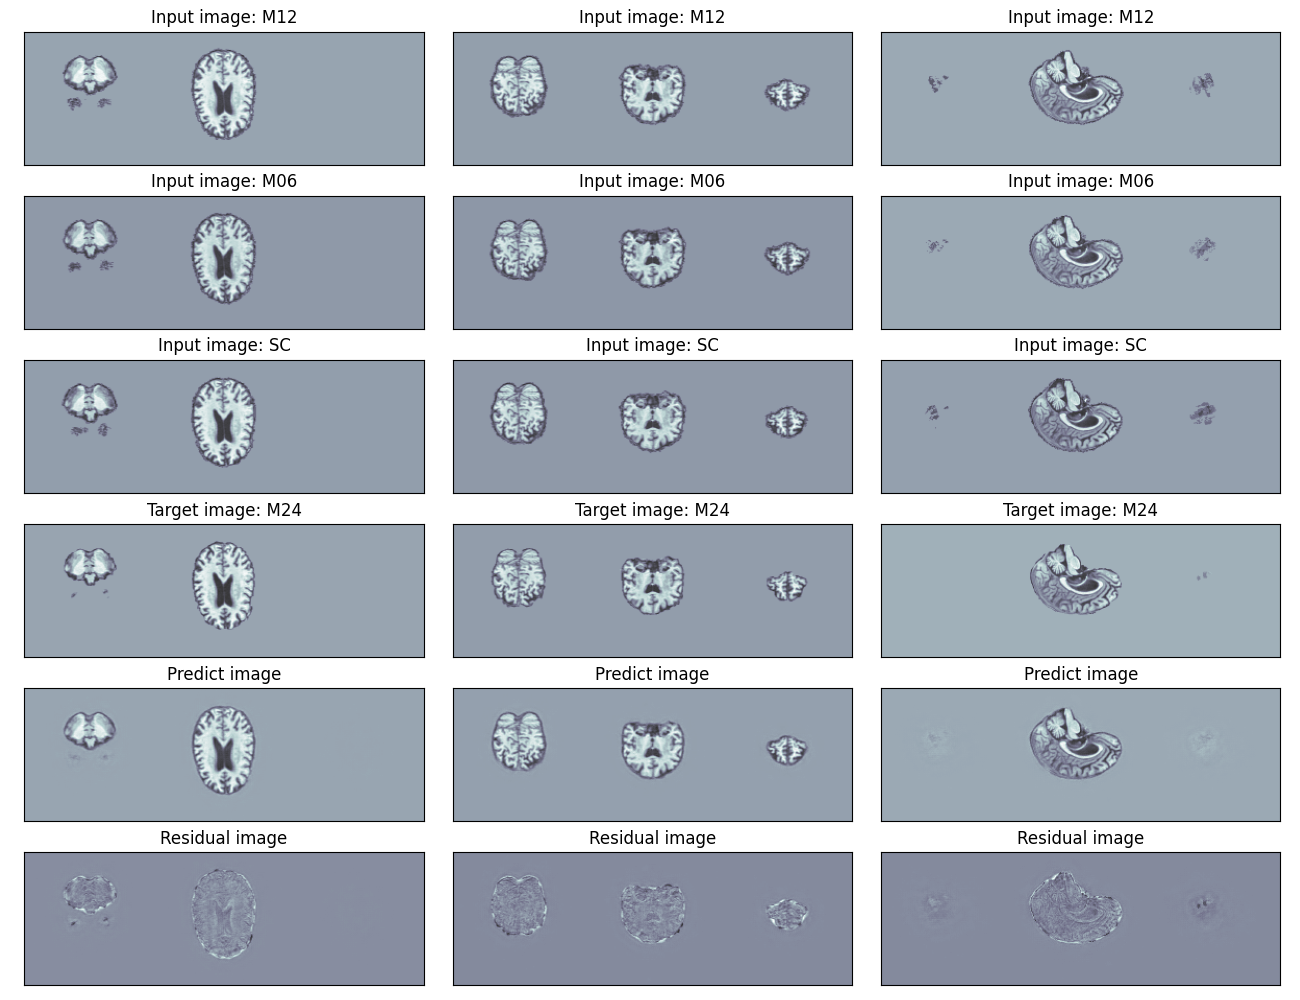 Input image: M12 Input image: M12 Input image: M12
Input image: M06 Input image: M06 Input image: M06
Input image: SC Input image: SC Input image: SC
Target image: M24 Target image: M24 Target image: M24
Predict image Predict image Predict image
Residual image Residual image Residual image